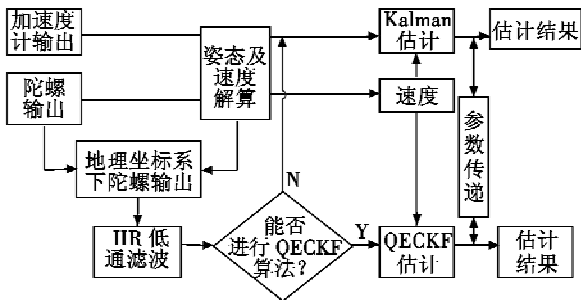 加速度
计输出
陀螺
输出
姿态及
速度
解算
Kalman
估计
估计结果
速度
参数
传递
地理坐标系
下陀螺输出
IIR 低
通滤波
能否
进行 QECKF
算法?
N
Y
QECKF
估计
估计
结果